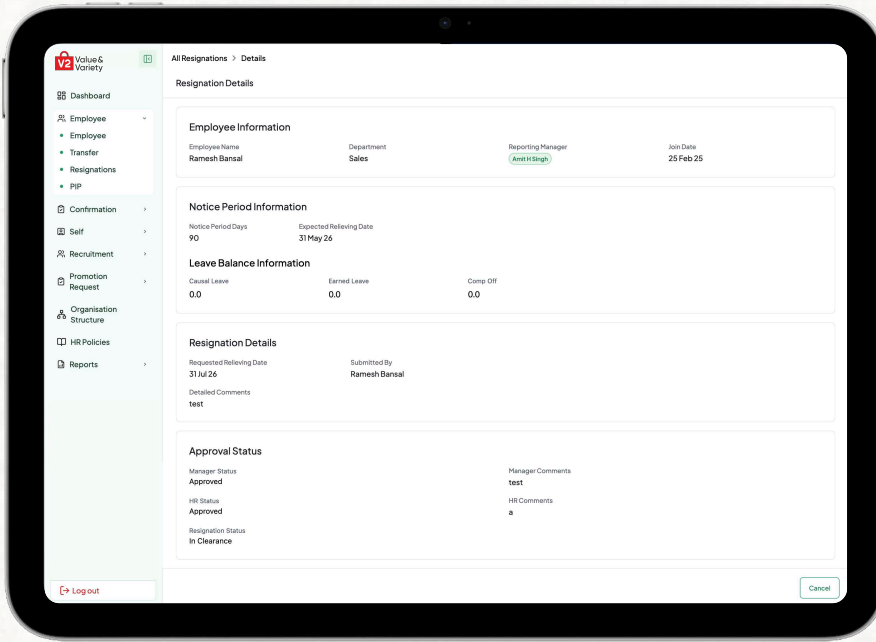 V2 Value &
Variety
Dashboard
Employee
Employee
Transfer
Resignations
PIP
Confirmation
Self
Recruitment
Promotion
Request
Organisation
Structure
HR Policies
Reports
Log out
All Resignations > Details
Resignation Details
Employee Information
Employee Name Department Reporting Manager Join Date
Ramesh Bansal Sales Amit H Singh 25 Feb 25
Notice Period Information
Notice Period Days Expected Relieving Date
90 31 May 26
Leave Balance Information
Causal Leave Earned Leave Comp Off
0.0 0.0 0.0
Resignation Details
Requested Relieving Date Submitted By
31 Jul 26 Ramesh Bansal
Detailed Comments
test
Approval Status
Manager Status Manager Comments
Approved test
HR Status HR Comments
Approved a
Resignation Status
In Clearance
Cancel